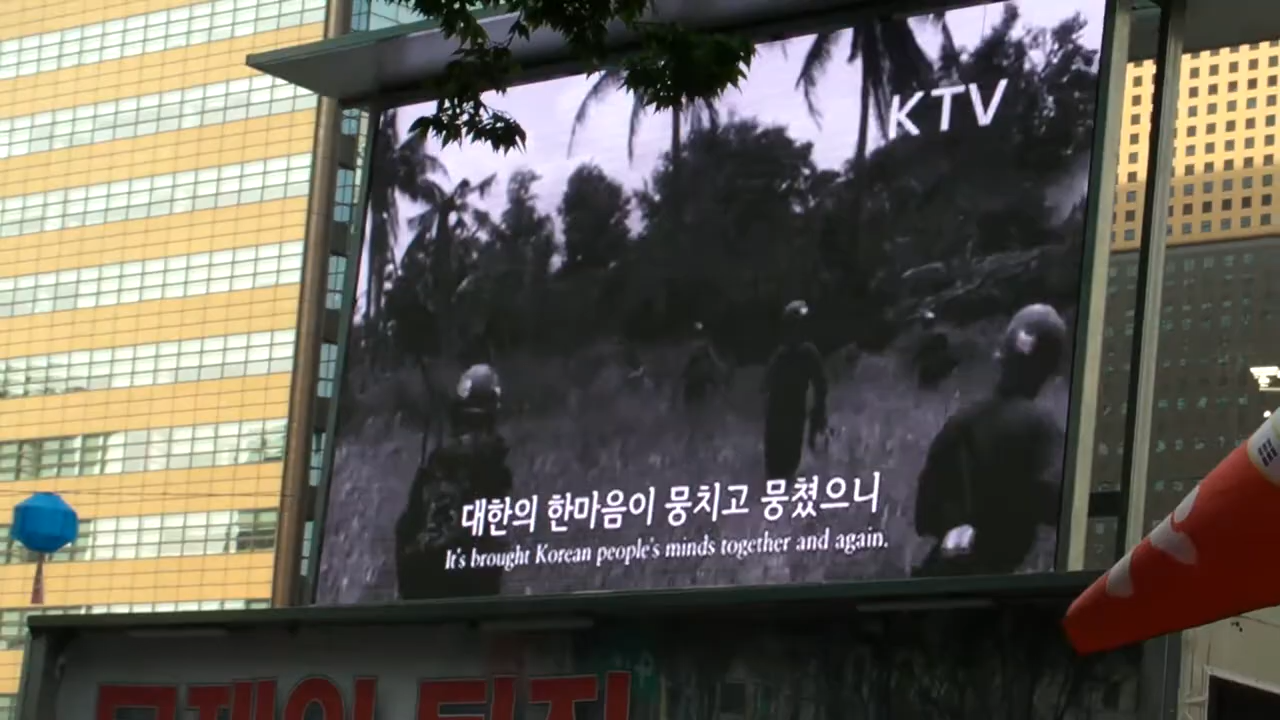 KTV
대한의 한마음이 뭉치고 뭉쳤으니
It's brought Korean people's minds together and again.